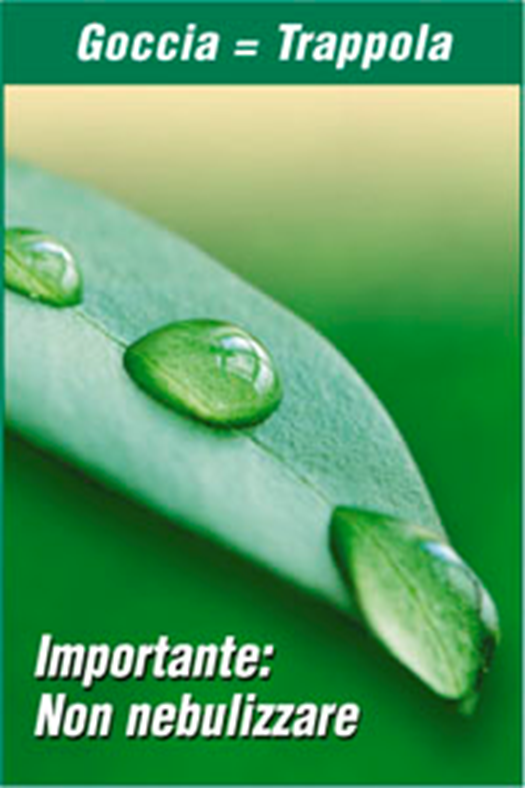 Goccia = Trappola
Importante:
Non nebulizzare